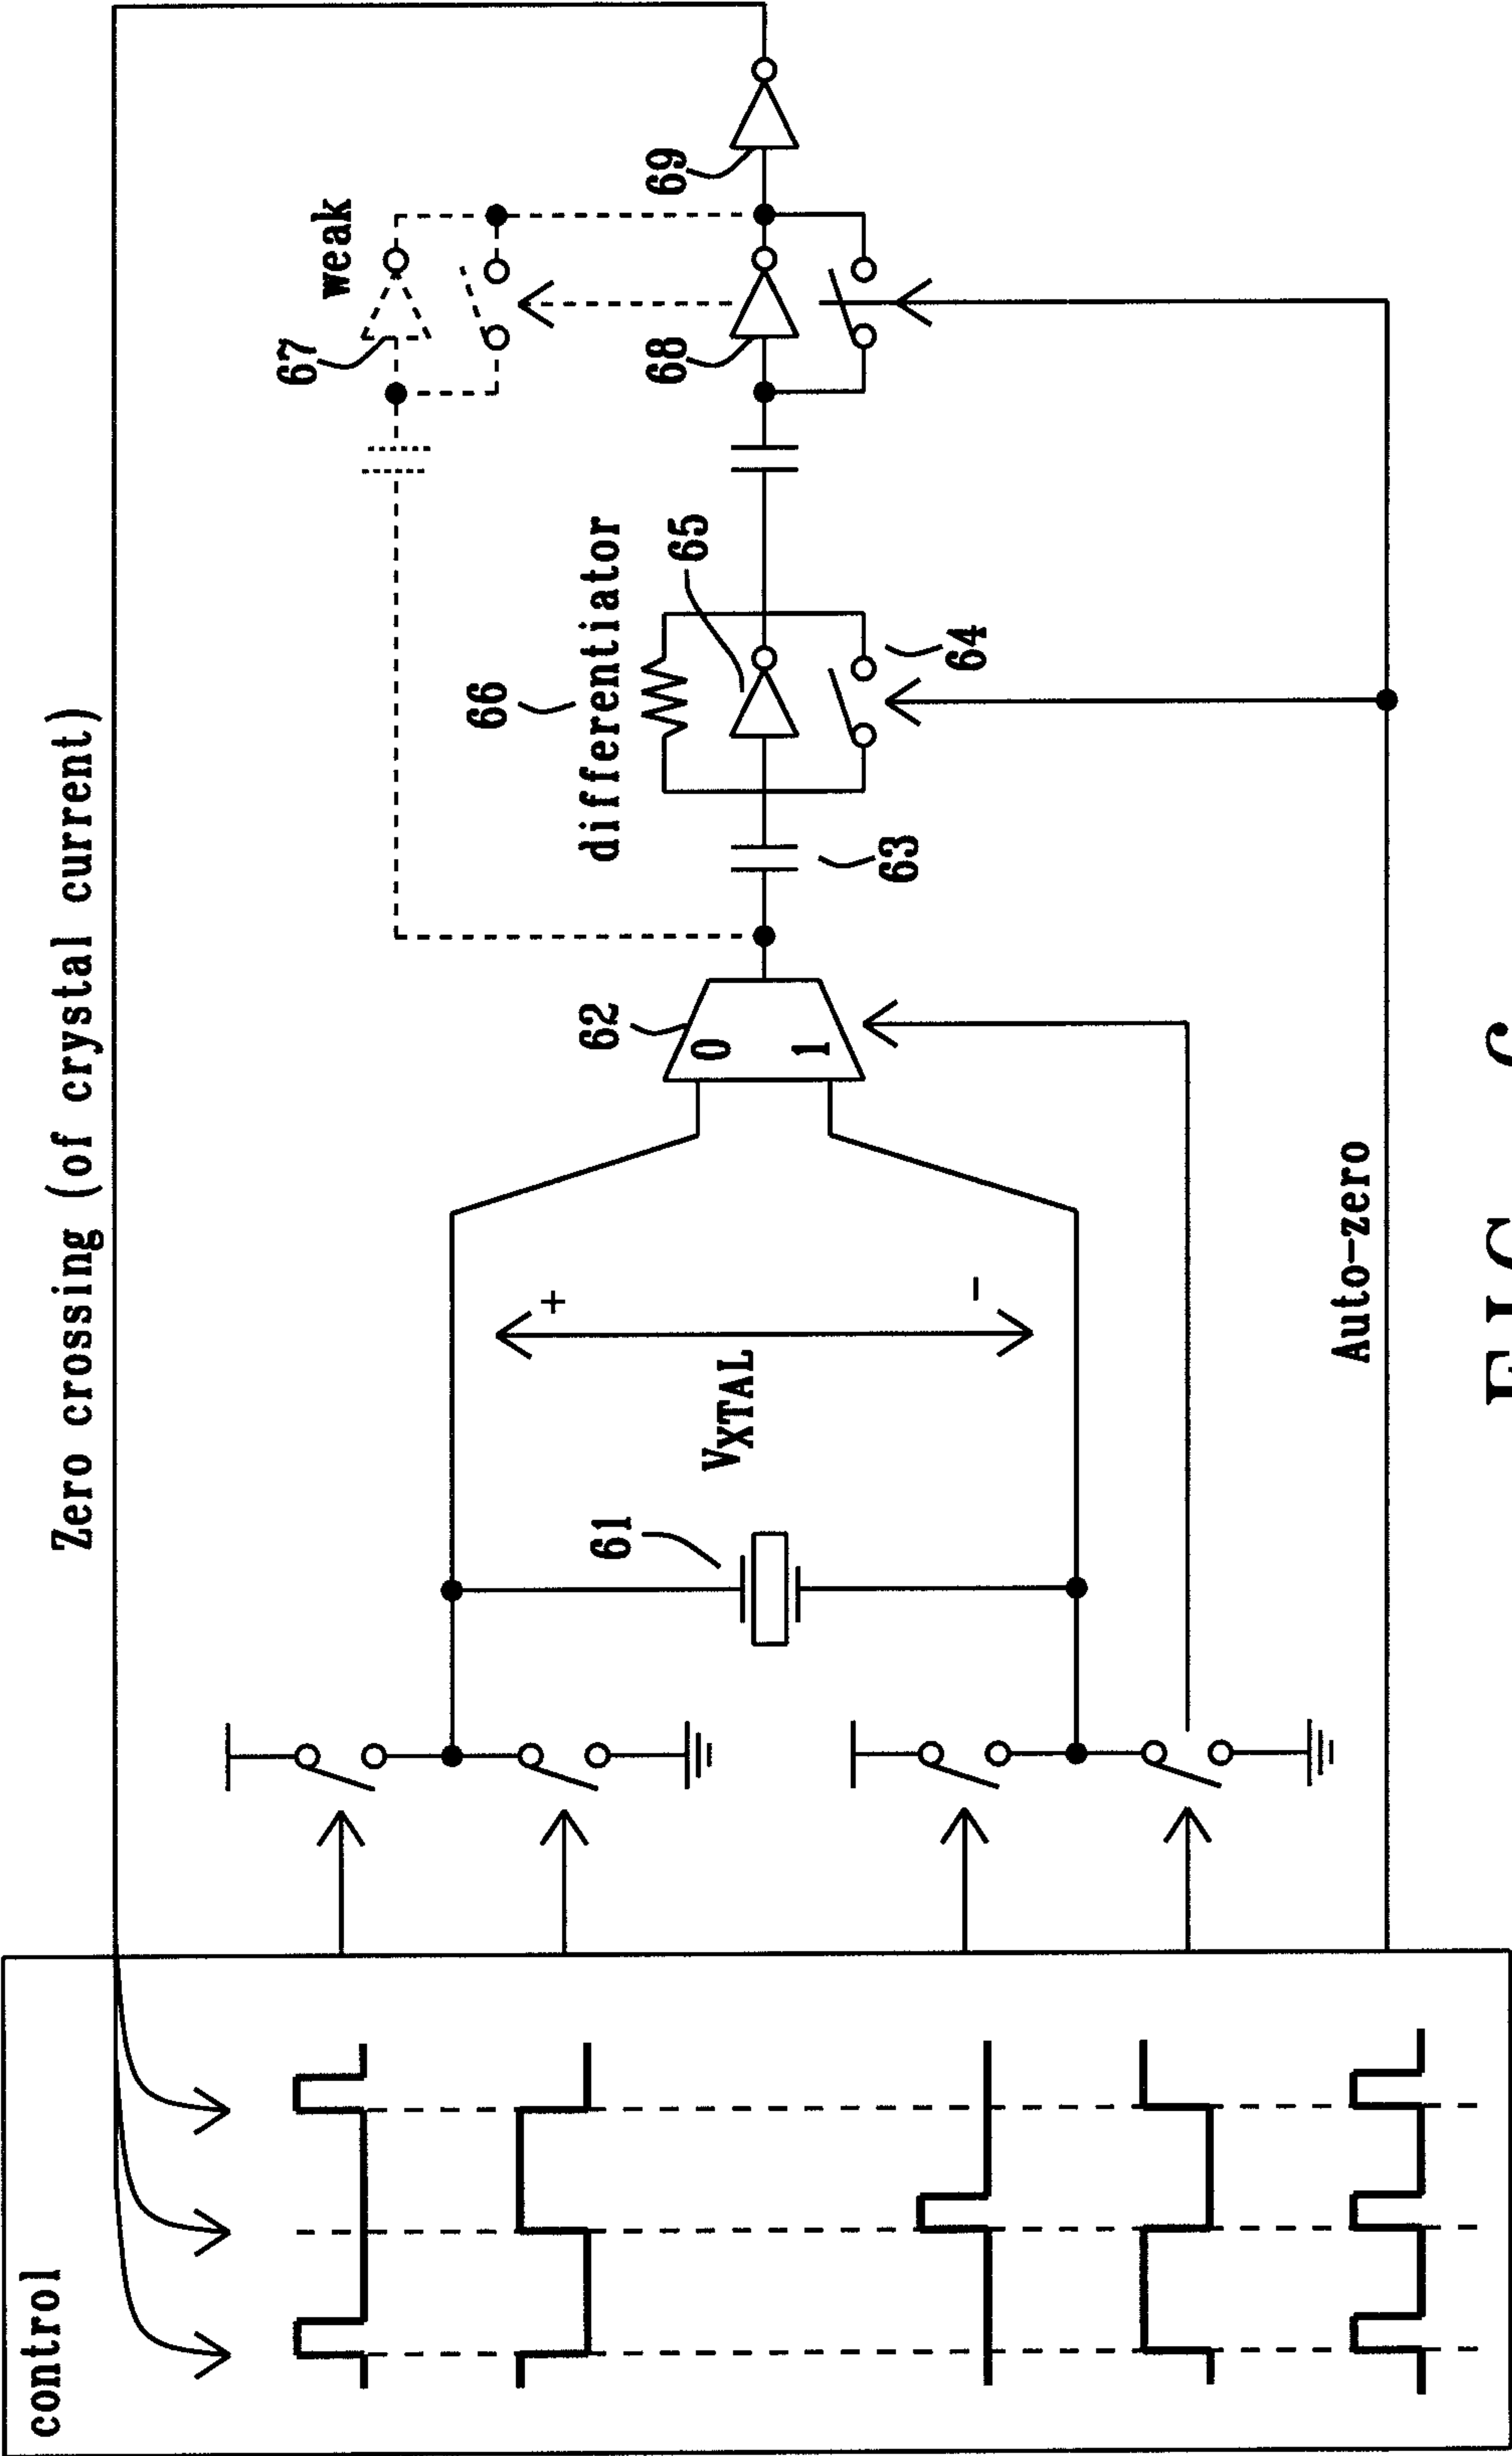 Zero crossing (of crystal current)
control
weak
67
differentiator
66
65
68
69
62
0
1
63
64
61
VXTAL
+
-
Auto-zero